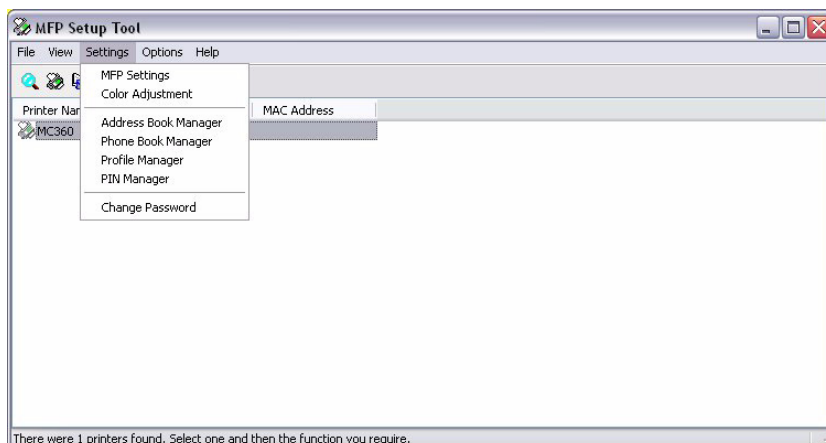 MFP Setup Tool
File View Settings Options Help
MFP Settings
Color Adjustment
Printer Nar MAC Address
Address Book Manager
MC360
Phone Book Manager
Profile Manager
PIN Manager
Change Password
There were 1 printers found. Select one and then the function you require.